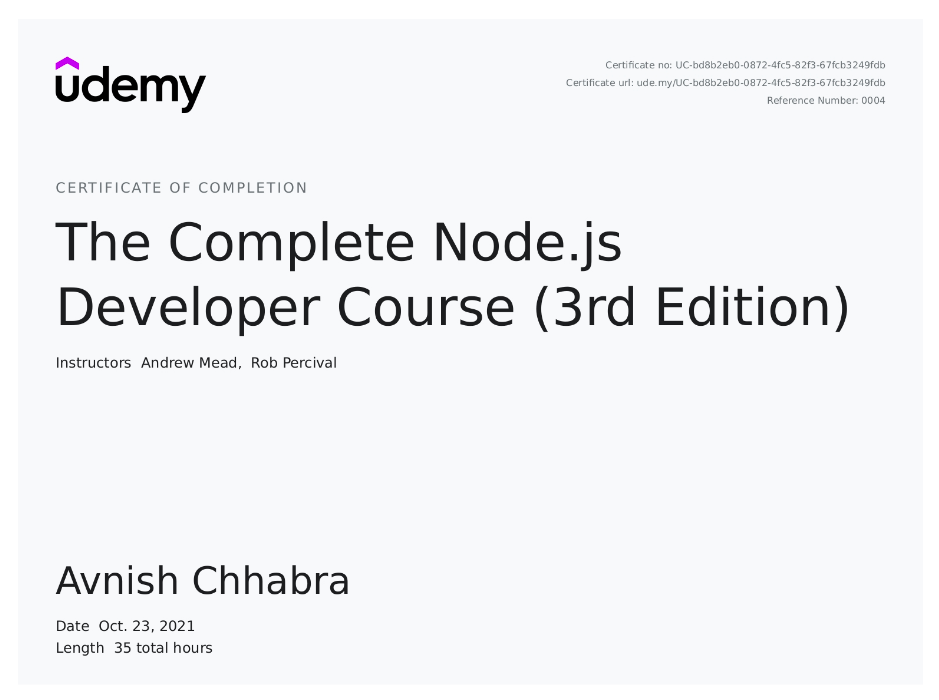 udemy
Certificate no: UC-bd8b2eb0-0872-4fc5-82f3-67fcb3249fdb
Certificate url: ude.my/UC-bd8b2eb0-0872-4fc5-82f3-67fcb3249fdb
Reference Number: 0004
CERTIFICATE OF COMPLETION
The Complete Node.js
Developer Course (3rd Edition)
Instructors Andrew Mead, Rob Percival
Avnish Chhabra
Date Oct. 23, 2021
Length 35 total hours